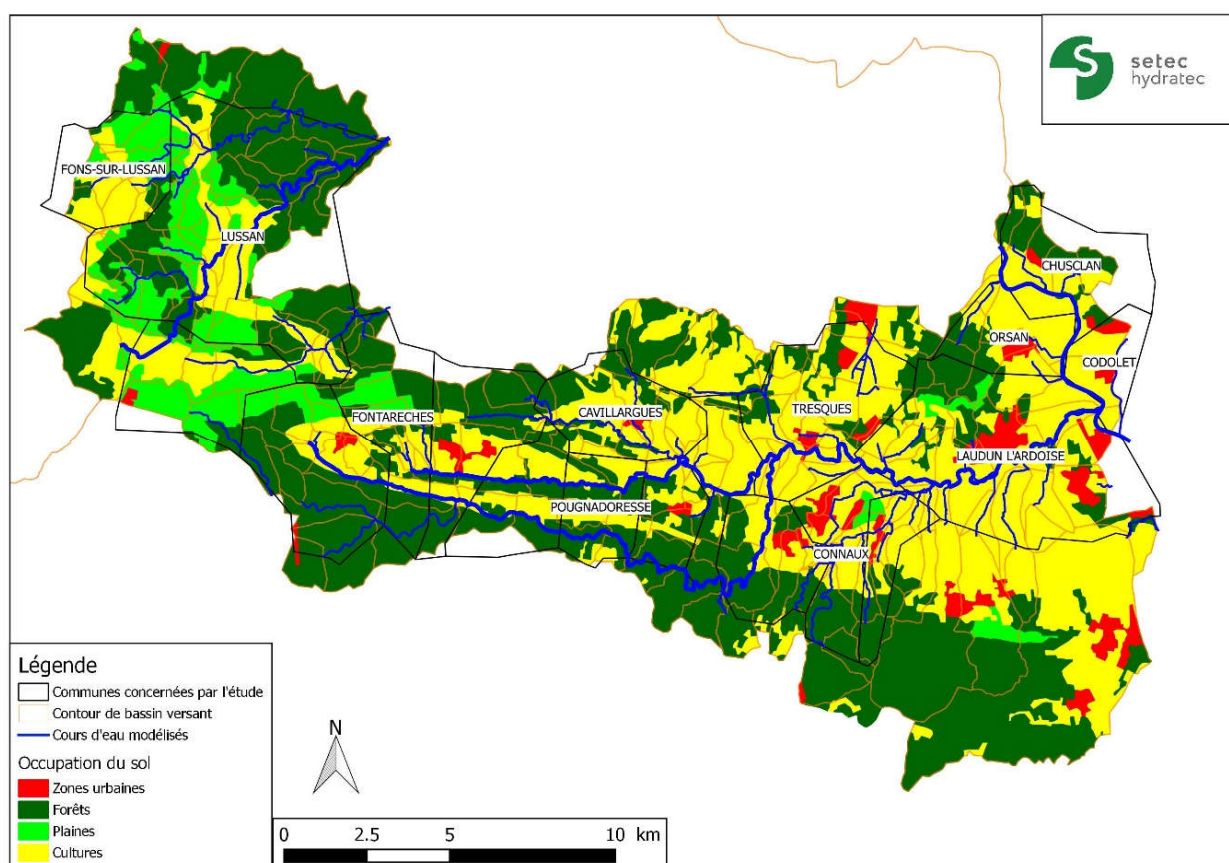 setec
hydratec
FONS-SUR-LUSSAN
LUSSAN
CHUSCLAN
ORSAN
CODOLET
CAVILLARGUES
TRESQUES
FONTARECHES
LAUDUN L'ARDOISE
POUGNADORESSE
CONNAUX
Légende
Communes concernées par l'étude
Contour de bassin versant
Cours d'eau modélisés
Occupation du sol
Zones urbaines
Forêts
Plaines
Cultures
N
0 2.5 5 10 km